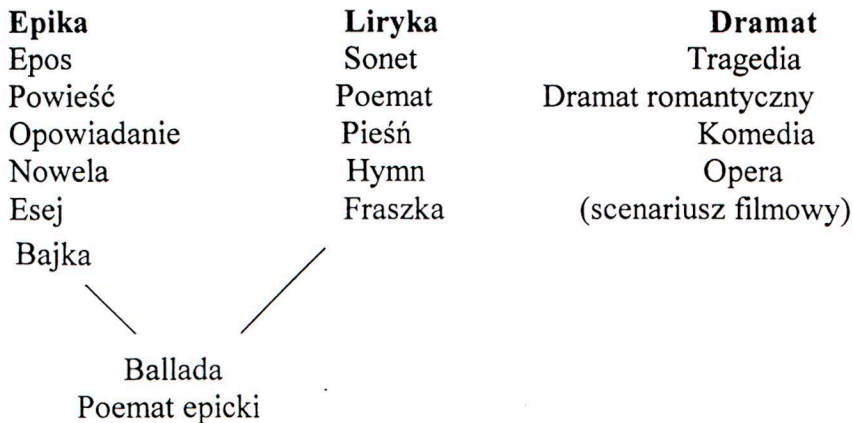 Epika Liryka Dramat
Epos Sonet Tragedia
Powieść Poemat Dramat romantyczny
Opowiadanie Pieśń Komedia
Nowela Hymn Opera
Esej Fraszka (scenariusz filmowy)
Bajka
Ballada
Poemat epicki